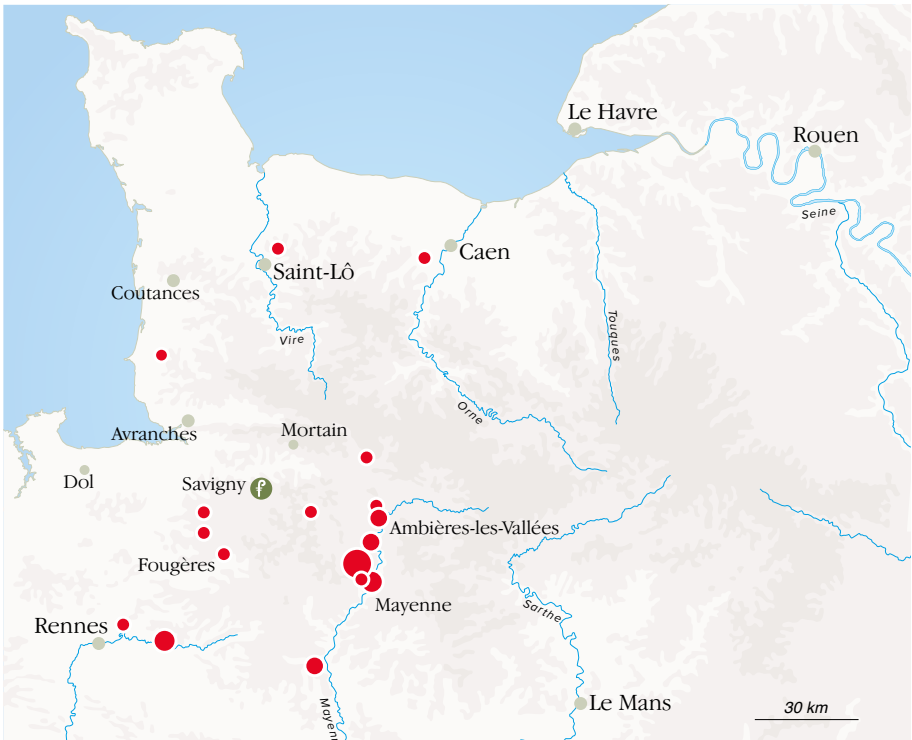 Le Havre
Rouen
Seine
Caen
Saint-Lô
Coutances
Touques
Vire
Orne
Avranches
Mortain
Dol
Savigny
f
Ambières-les-Vallées
Fougères
Mayenne
Sarthe
Rennes
Le Mans
30 km